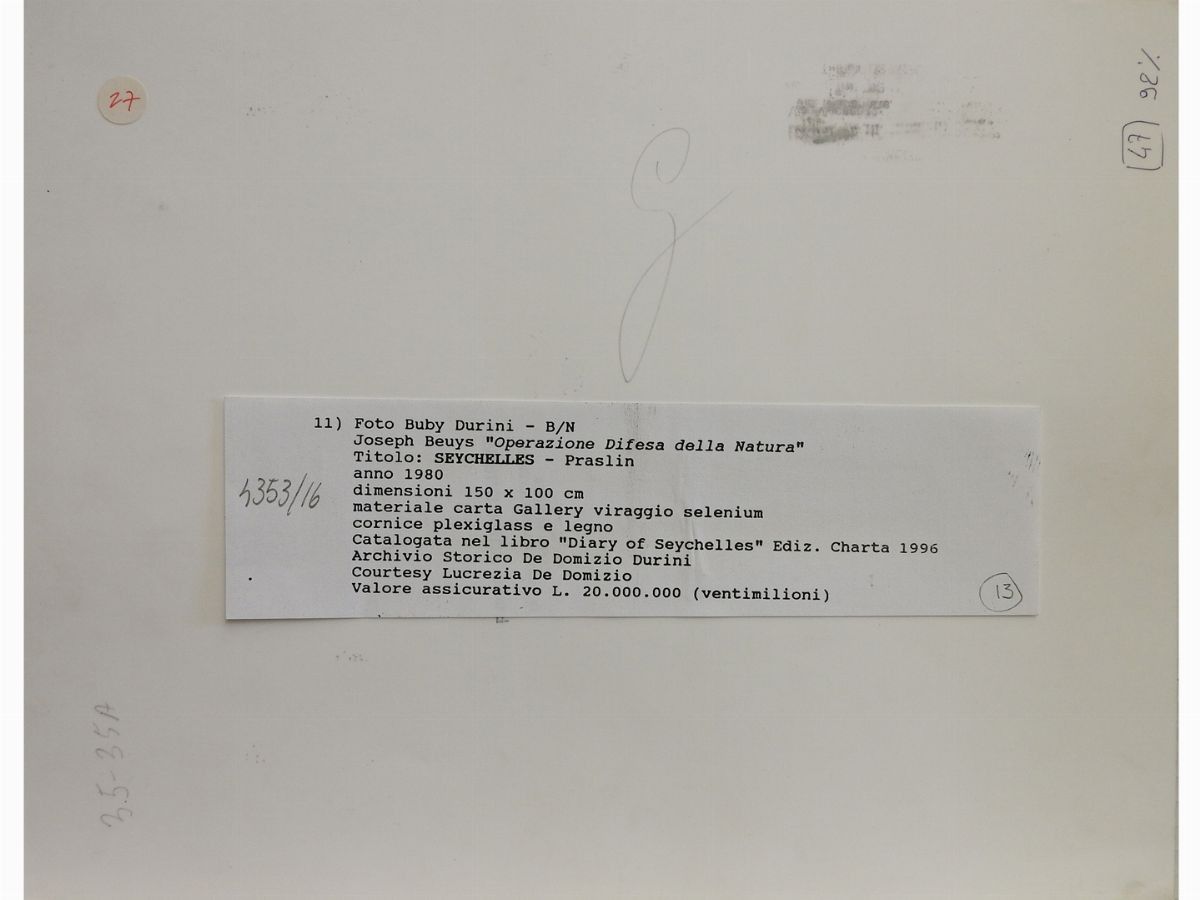 27
92%
47
11) Foto Buby Durini - B/N
Joseph Beuys "Operazione Difesa della Natura"
Titolo: SEYCHELLES - Praslin
anno 1980
4353/16
dimensioni 150 x 100 cm
materiale carta Gallery viraggio selenium
cornice plexiglass e legno
Catalogata nel libro "Diary of Seychelles" Ediz. Charta 1996
Archivio Storico De Domizio Durini
Courtesy Lucrezia De Domizio
Valore assicurativo L. 20.000.000 (ventimilioni)
13
35-35A